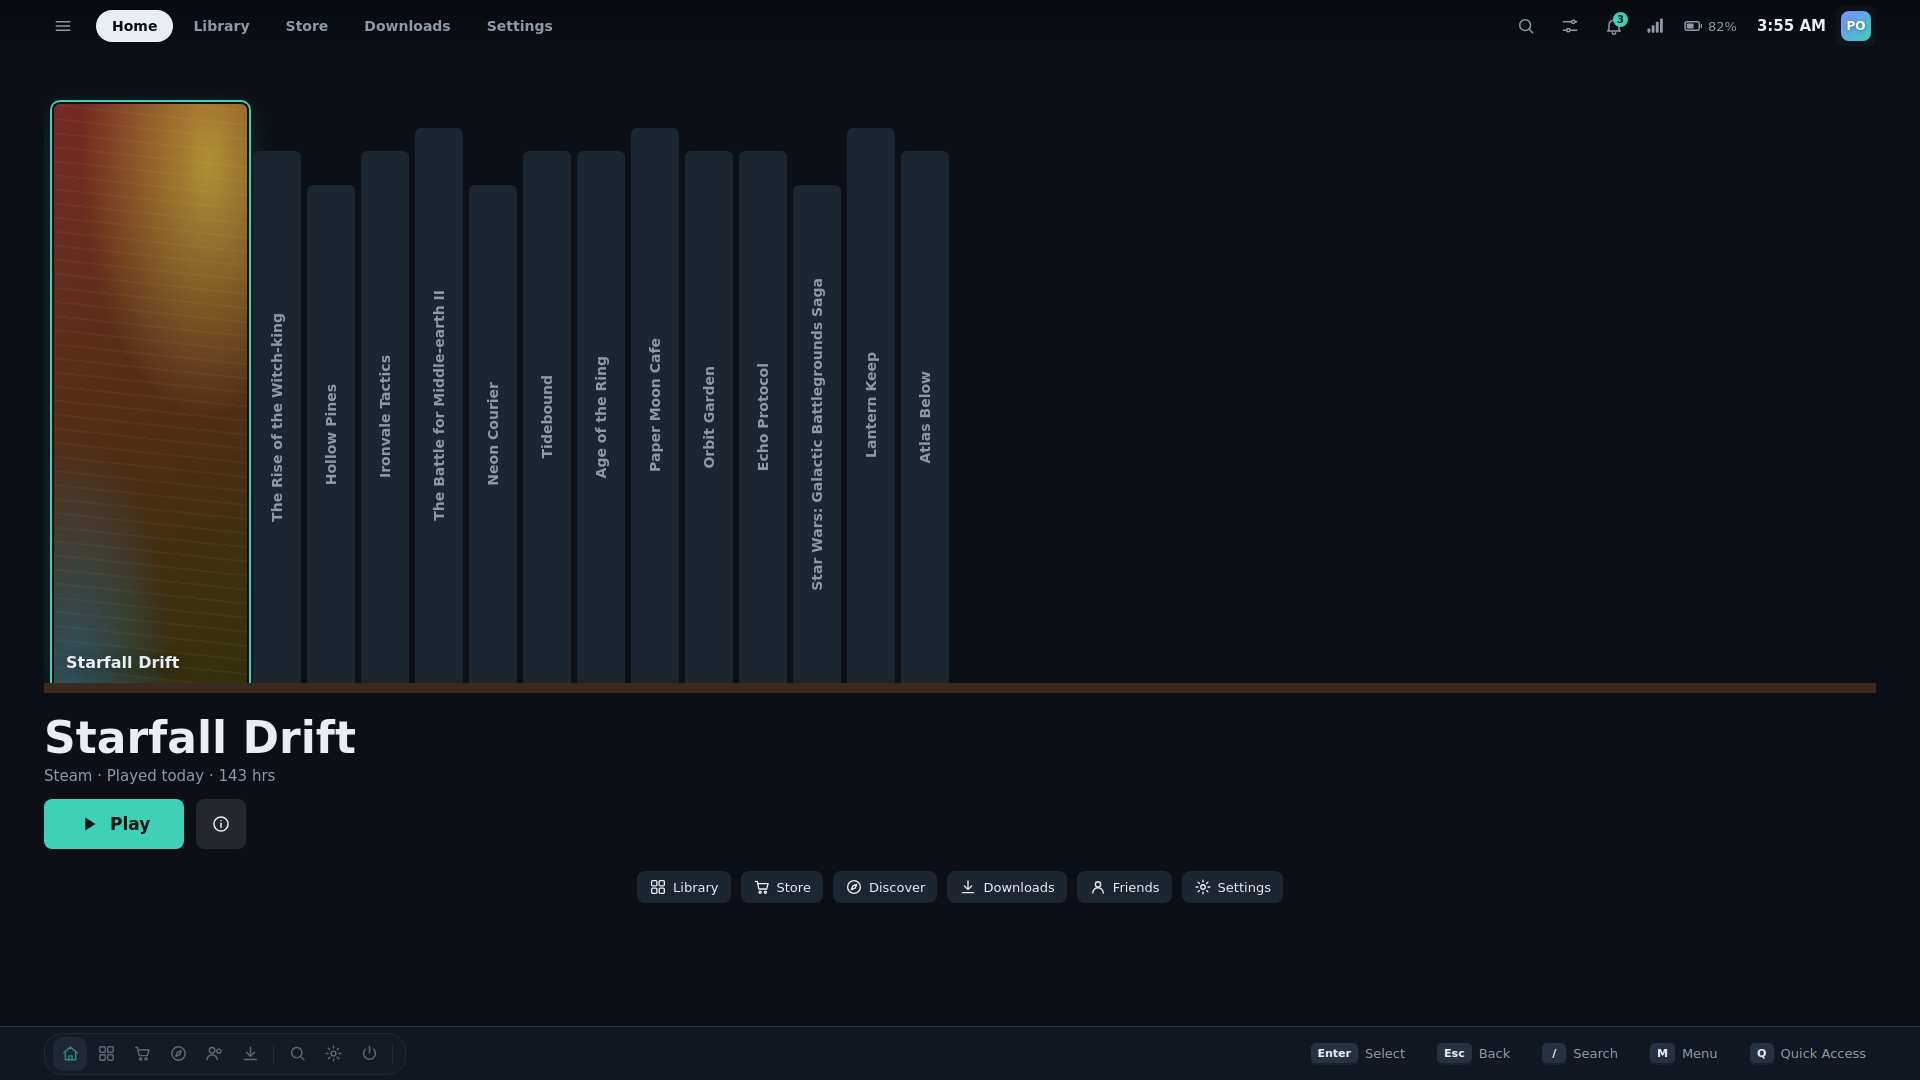 Home Library Store Downloads Settings
3 82% 3:55 AM PO
Starfall Drift
The Rise of the Witch-king
Hollow Pines
Ironvale Tactics
The Battle for Middle-earth II
Neon Courier
Tidebound
Age of the Ring
Paper Moon Cafe
Orbit Garden
Echo Protocol
Star Wars: Galactic Battlegrounds Saga
Lantern Keep
Atlas Below
Starfall Drift
Steam · Played today · 143 hrs
Play
Library Store Discover Downloads Friends Settings
Enter Select Esc Back / Search M Menu Q Quick Access